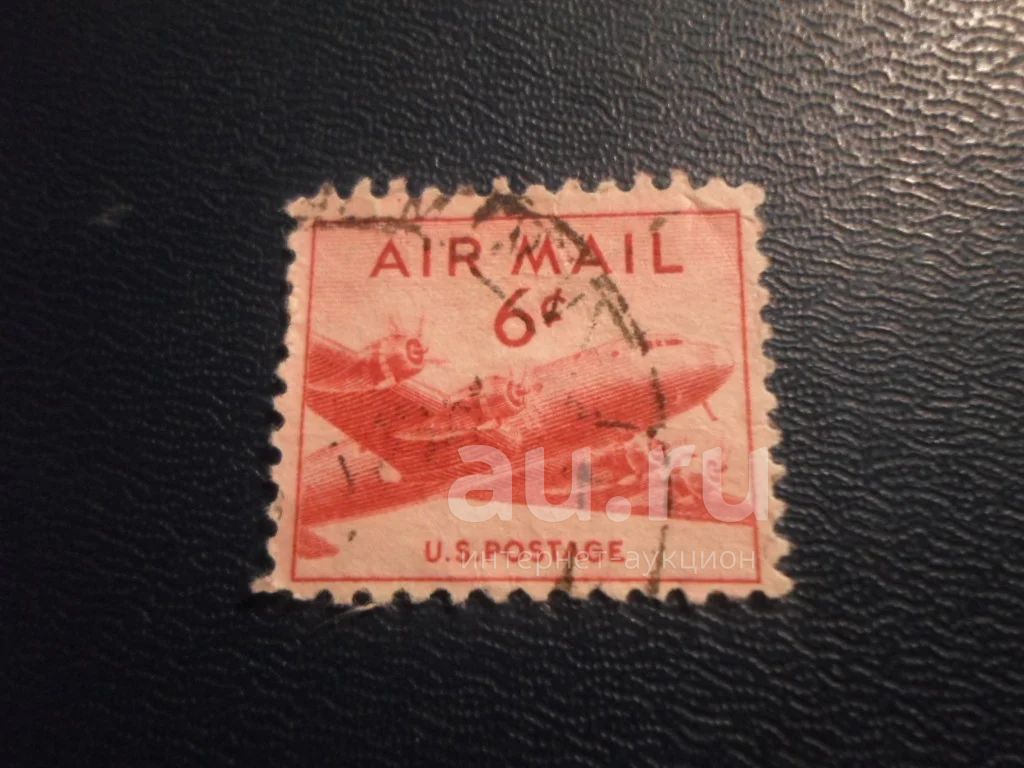 AIR MAIL
6¢
au.ru
интернет-аукцион
U.S. POSTAGE